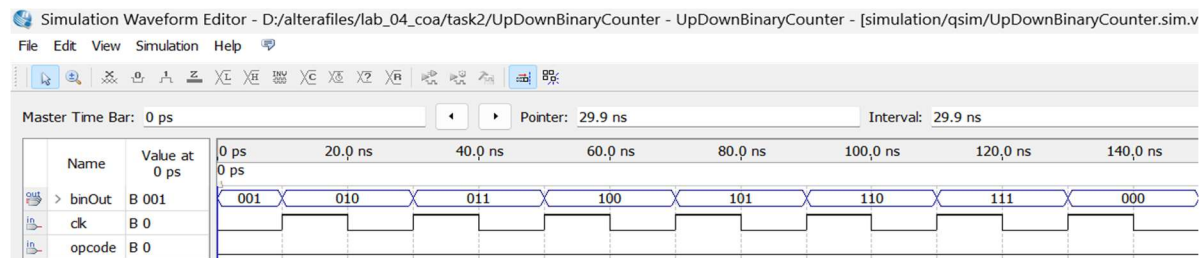 Simulation Waveform Editor - D:/alterafiles/lab_04_coa/task2/UpDownBinaryCounter - UpDownBinaryCounter - [simulation/qsim/UpDownBinaryCounter.sim.v
File Edit View Simulation Help
Master Time Bar: 0 ps Pointer: 29.9 ns Interval: 29.9 ns
Name Value at 0 ps 0 ps 20.0 ns 40.0 ns 60.0 ns 80.0 ns 100.0 ns 120.0 ns 140.0 ns
0 ps
out > binOut B 001 001 010 011 100 101 110 111 000
in clk B 0
in opcode B 0